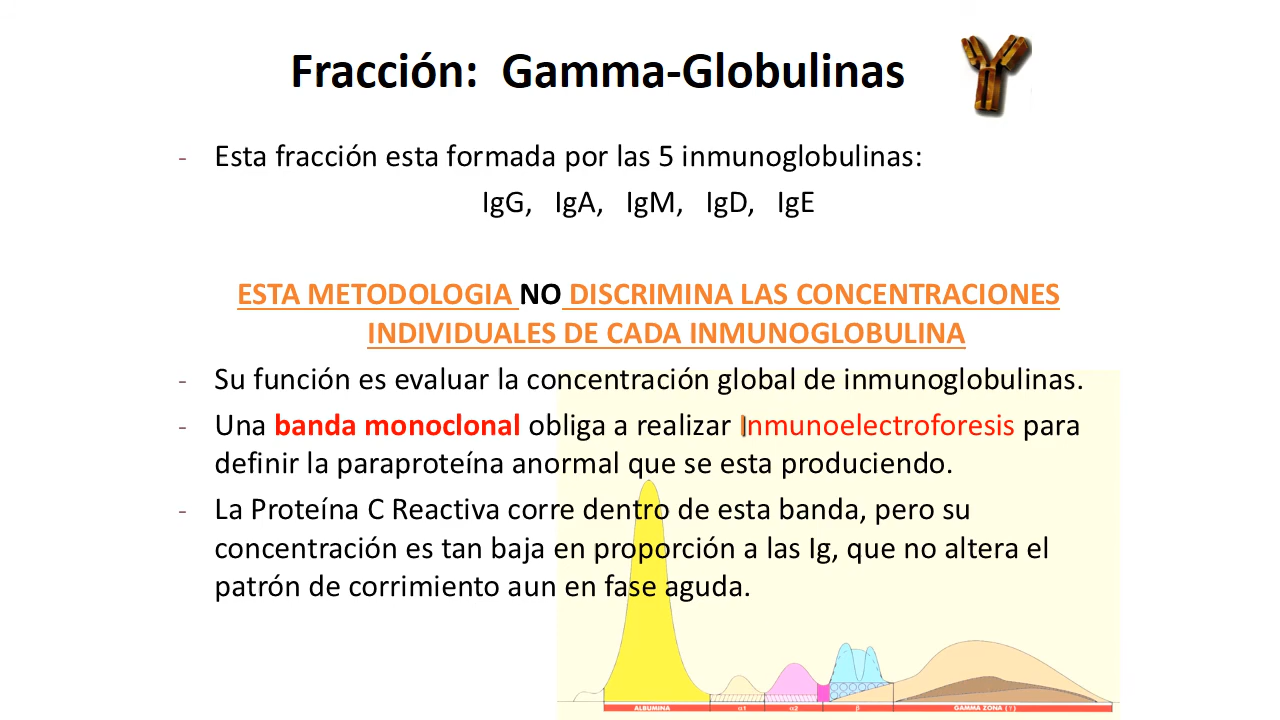 Fracción:  Gamma-Globulinas
- Esta fracción esta formada por las 5 inmunoglobulinas:
IgG,   IgA,   IgM,   IgD,   IgE
ESTA METODOLOGIA NO DISCRIMINA LAS CONCENTRACIONES
INDIVIDUALES DE CADA INMUNOGLOBULINA
- Su función es evaluar la concentración global de inmunoglobulinas.
- Una banda monoclonal obliga a realizar Inmunoelectroforesis para
definir la paraproteína anormal que se esta produciendo.
- La Proteína C Reactiva corre dentro de esta banda, pero su
concentración es tan baja en proporción a las Ig, que no altera el
patrón de corrimiento aun en fase aguda.
ALBUMINA α1 α2 β GAMMA ZONA (γ)